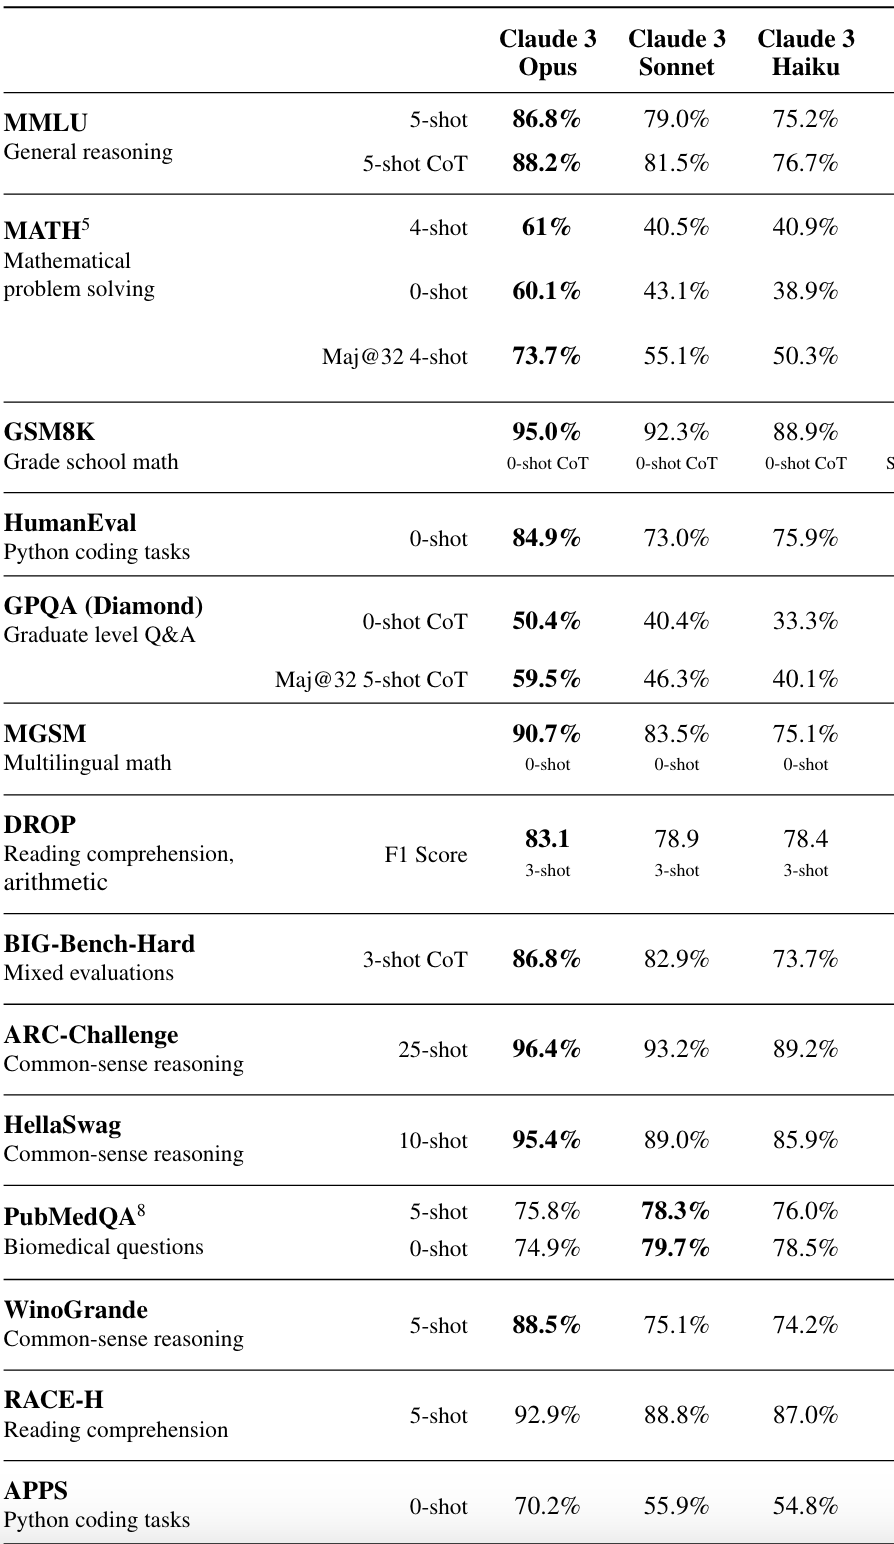 Claude 3 Claude 3 Claude 3
Opus Sonnet Haiku
MMLU
General reasoning
5-shot 86.8% 79.0% 75.2%
5-shot CoT 88.2% 81.5% 76.7%
MATH⁵
Mathematical
problem solving
4-shot 61% 40.5% 40.9%
0-shot 60.1% 43.1% 38.9%
Maj@32 4-shot 73.7% 55.1% 50.3%
GSM8K
Grade school math
95.0% 92.3% 88.9%
0-shot CoT 0-shot CoT 0-shot CoT S
HumanEval
Python coding tasks
0-shot 84.9% 73.0% 75.9%
GPQA (Diamond)
Graduate level Q&A
0-shot CoT 50.4% 40.4% 33.3%
Maj@32 5-shot CoT 59.5% 46.3% 40.1%
MGSM
Multilingual math
90.7% 83.5% 75.1%
0-shot 0-shot 0-shot
DROP
Reading comprehension,
arithmetic
F1 Score 83.1 78.9 78.4
3-shot 3-shot 3-shot
BIG-Bench-Hard
Mixed evaluations
3-shot CoT 86.8% 82.9% 73.7%
ARC-Challenge
Common-sense reasoning
25-shot 96.4% 93.2% 89.2%
HellaSwag
Common-sense reasoning
10-shot 95.4% 89.0% 85.9%
PubMedQA⁸
Biomedical questions
5-shot 75.8% 78.3% 76.0%
0-shot 74.9% 79.7% 78.5%
WinoGrande
Common-sense reasoning
5-shot 88.5% 75.1% 74.2%
RACE-H
Reading comprehension
5-shot 92.9% 88.8% 87.0%
APPS
Python coding tasks
0-shot 70.2% 55.9% 54.8%